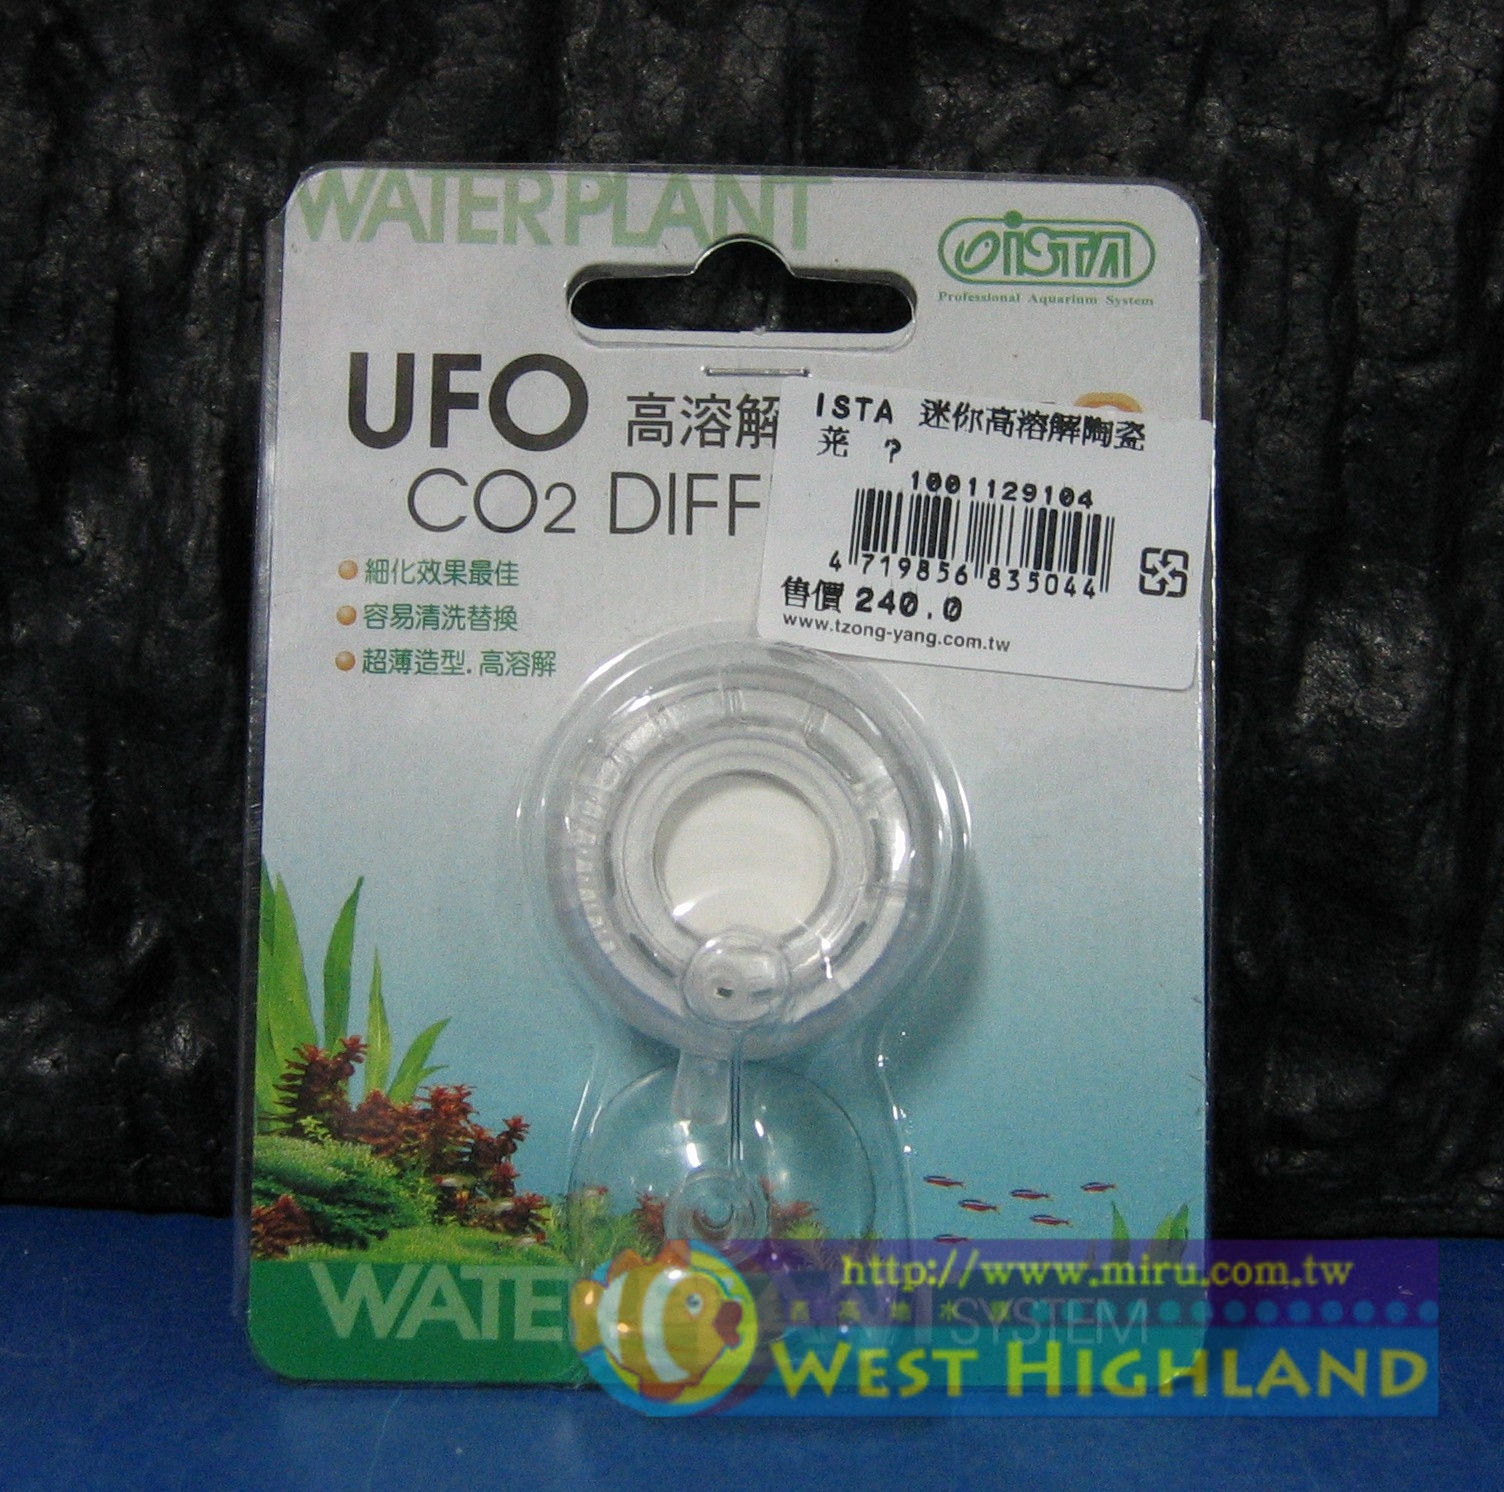 WATER PLANT
ISTA
Professional Aquarium System
UFO 高溶解
CO2 DIFF
細化效果最佳
容易清洗替換
超薄造型.高溶解
ISTA 迷你高溶解陶瓷
?
1001129104
4 719856 835044
售價 240.0
www.tzong-yang.com.tw
WATE
SYSTEM
http://www.miru.com.tw
WEST HIGHLAND